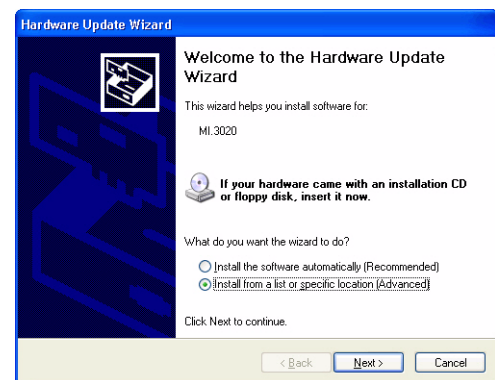 Hardware Update Wizard
Welcome to the Hardware Update
Wizard
This wizard helps you install software for:
MI.3020
If your hardware came with an installation CD
or floppy disk, insert it now.
What do you want the wizard to do?
Install the software automatically (Recommended)
Install from a list or specific location (Advanced)
Click Next to continue.
< Back Next > Cancel